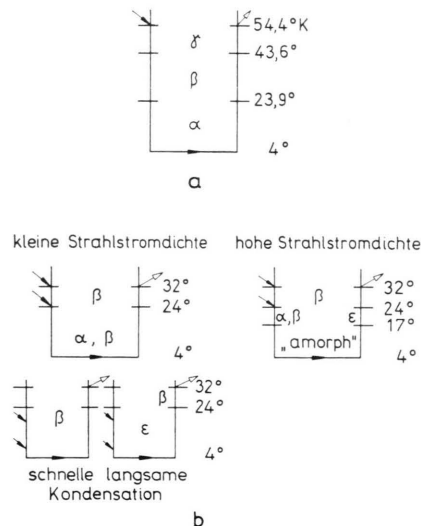 54,4°K
γ
43,6°
β
23,9°
α
4°
a
kleine Strahlstromdichte
hohe Strahlstromdichte
β
32°
24°
α, β
4°
β
32°
α,β
ε
24°
17°
„amorph"
4°
β
32°
β
24°
ε
4°
schnelle langsame
Kondensation
b